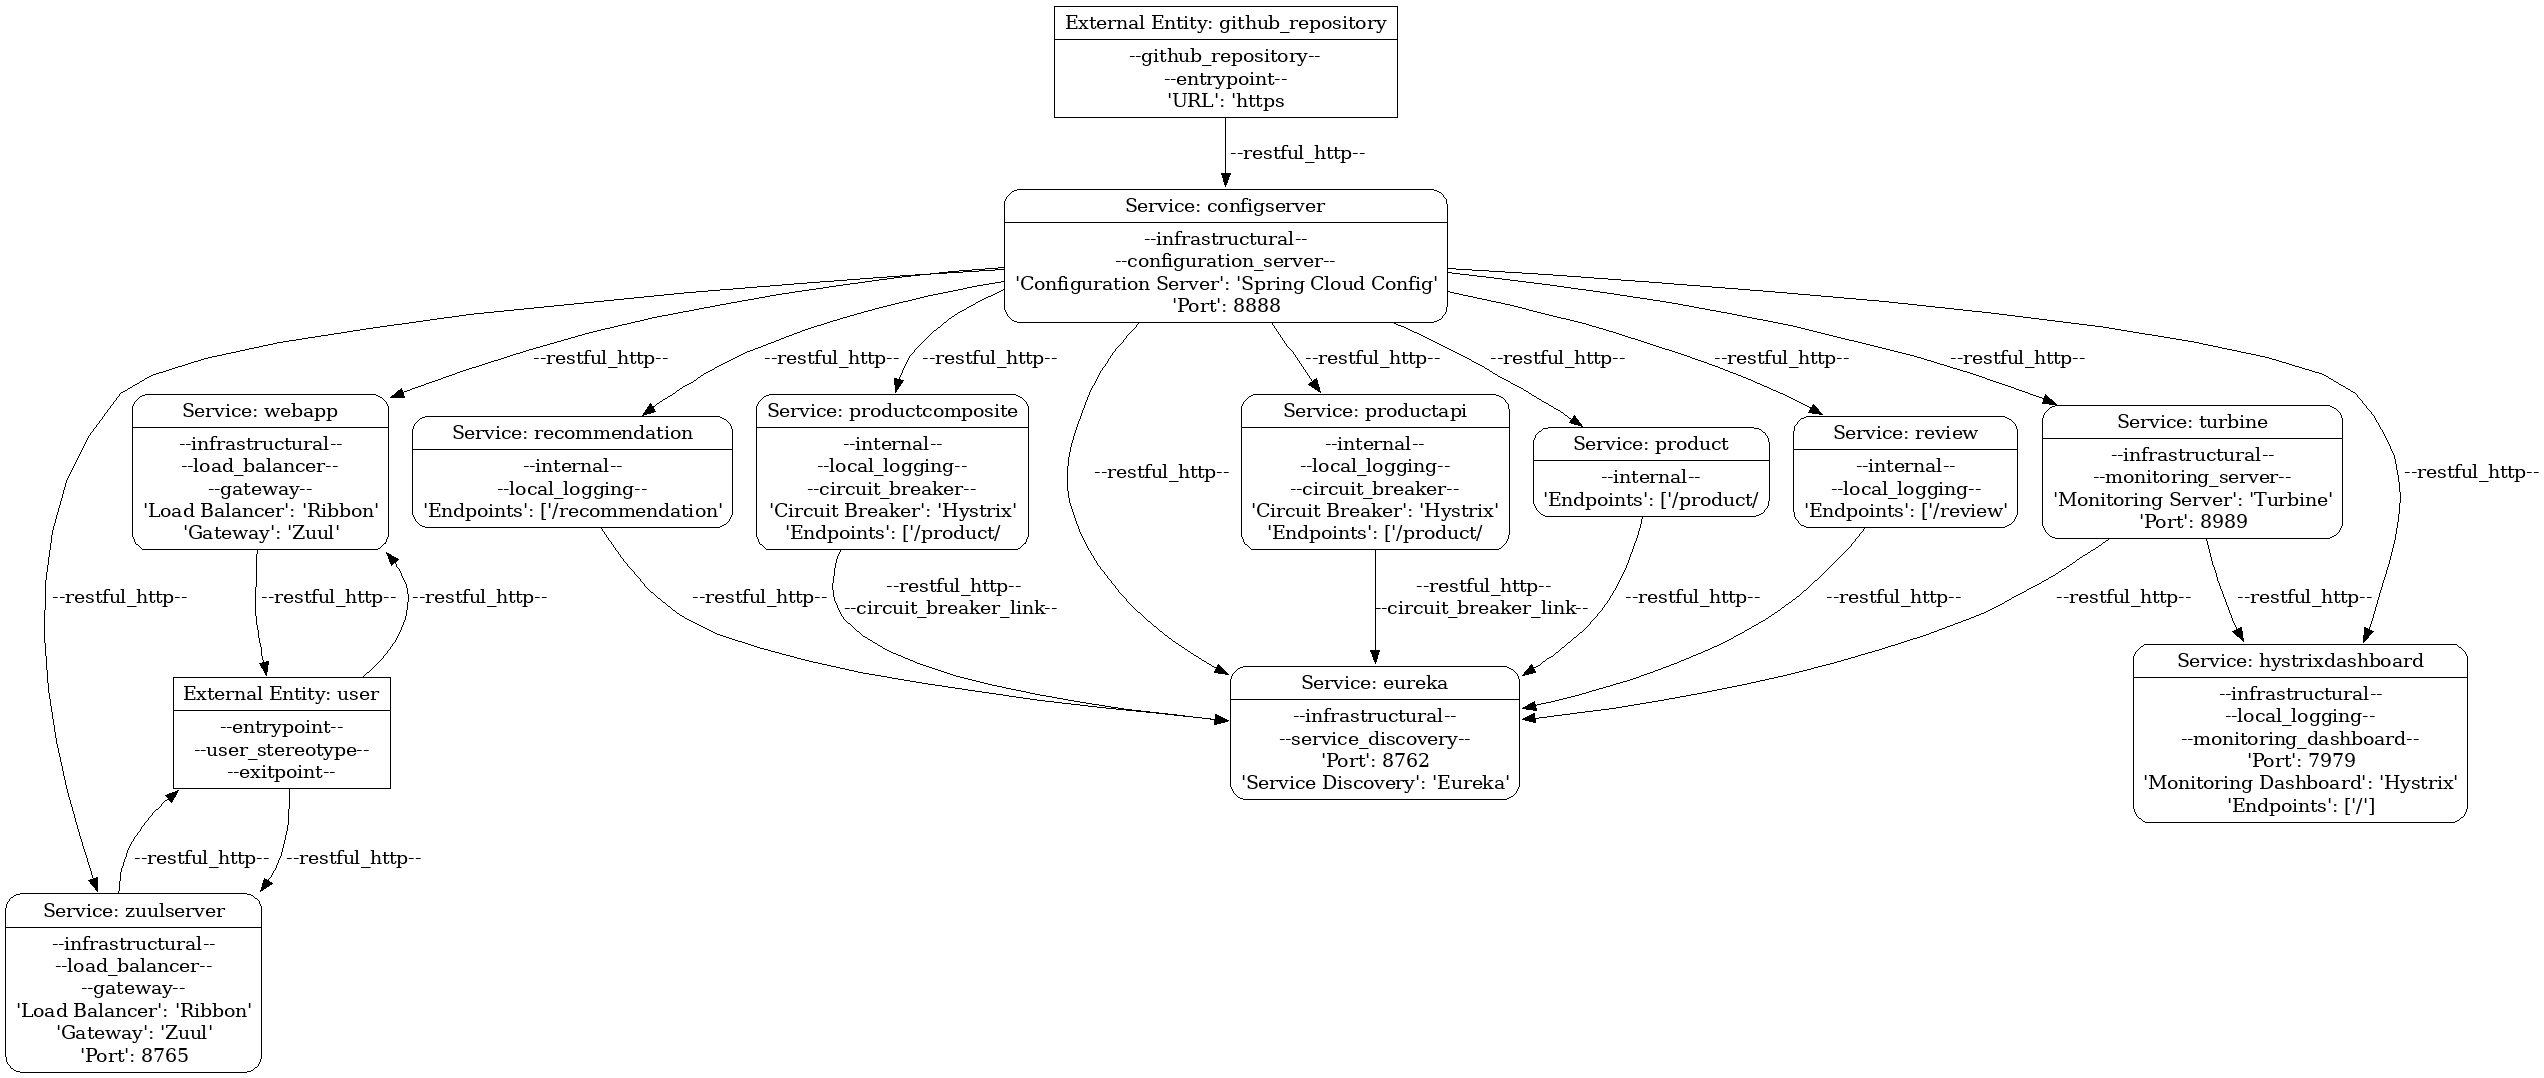 External Entity: github_repository
--github_repository--
--entrypoint--
'URL': 'https
--restful_http--
Service: configserver
--infrastructural--
--configuration_server--
'Configuration Server': 'Spring Cloud Config'
'Port': 8888
--restful_http--
--restful_http--
--restful_http--
--restful_http--
--restful_http--
--restful_http--
--restful_http--
Service: webapp
--infrastructural--
--load_balancer--
--gateway--
'Load Balancer': 'Ribbon'
'Gateway': 'Zuul'
Service: recommendation
--internal--
--local_logging--
'Endpoints': ['/recommendation'
Service: productcomposite
--internal--
--local_logging--
--circuit_breaker--
'Circuit Breaker': 'Hystrix'
'Endpoints': ['/product/
--restful_http--
Service: productapi
--internal--
--local_logging--
--circuit_breaker--
'Circuit Breaker': 'Hystrix'
'Endpoints': ['/product/
Service: product
--internal--
'Endpoints': ['/product/
Service: review
--internal--
--local_logging--
'Endpoints': ['/review'
Service: turbine
--infrastructural--
--monitoring_server--
'Monitoring Server': 'Turbine'
'Port': 8989
--restful_http--
--restful_http--
--restful_http--
--restful_http--
--restful_http--
--restful_http--
--circuit_breaker_link--
--restful_http--
--circuit_breaker_link--
--restful_http--
--restful_http--
--restful_http--
--restful_http--
External Entity: user
--entrypoint--
--user_stereotype--
--exitpoint--
Service: eureka
--infrastructural--
--service_discovery--
'Port': 8762
'Service Discovery': 'Eureka'
Service: hystrixdashboard
--infrastructural--
--local_logging--
--monitoring_dashboard--
'Port': 7979
'Monitoring Dashboard': 'Hystrix'
'Endpoints': ['/']
--restful_http--
--restful_http--
Service: zuulserver
--infrastructural--
--load_balancer--
--gateway--
'Load Balancer': 'Ribbon'
'Gateway': 'Zuul'
'Port': 8765